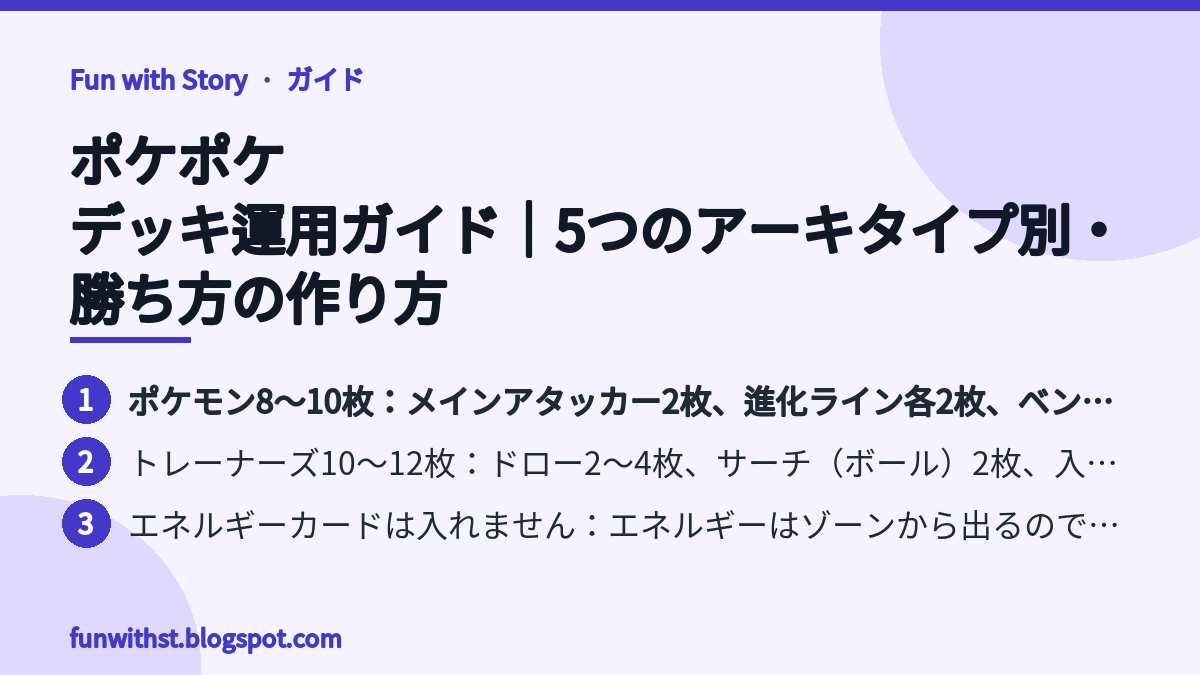 Fun with Story ・ ガイド
ポケポケ
デッキ運用ガイド｜5つのアーキタイプ別・
勝ち方の作り方
1 ポケモン8〜10枚：メインアタッカー2枚、進化ライン各2枚、ベン…
2 トレーナーズ10〜12枚：ドロー2〜4枚、サーチ（ボール）2枚、入…
3 エネルギーカードは入れません：エネルギーはゾーンから出るので…
funwithst.blogspot.com